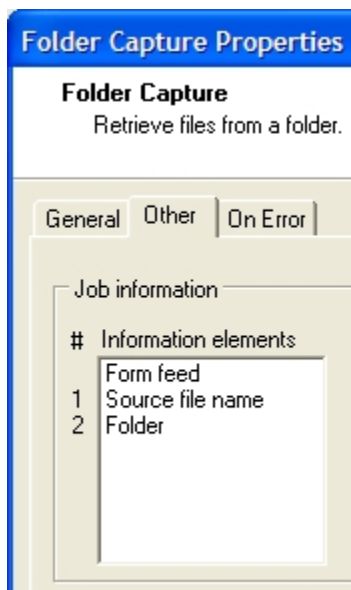 Folder Capture Properties
Folder Capture
Retrieve files from a folder.
General Other On Error
Job information
# Information elements
Form feed
1 Source file name
2 Folder